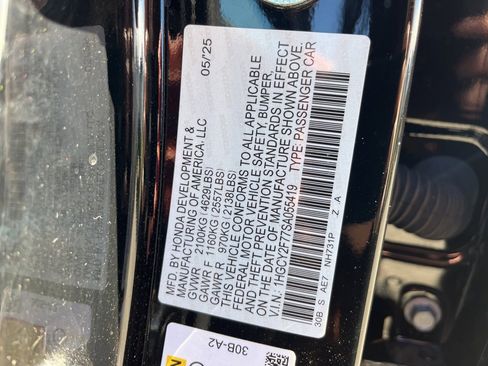 05/25
MFD. BY HONDA DEVELOPMENT &
MANUFACTURING OF AMERICA, LLC
GVWR 2100KG (4629LBS)
GAWR F 1160KG (2557LBS)
GAWR R 970KG (2138LBS)
THIS VEHICLE CONFORMS TO ALL APPLICABLE
FEDERAL MOTOR VEHICLE SAFETY, BUMPER,
AND THEFT PREVENTION STANDARDS IN EFFECT
ON THE DATE OF MANUFACTURE SHOWN ABOVE.
V.I.N.: 1HGCY2F77SA055419 TYPE: PASSENGER CAR
30B S AE7 NH731P Z A
30B-A2